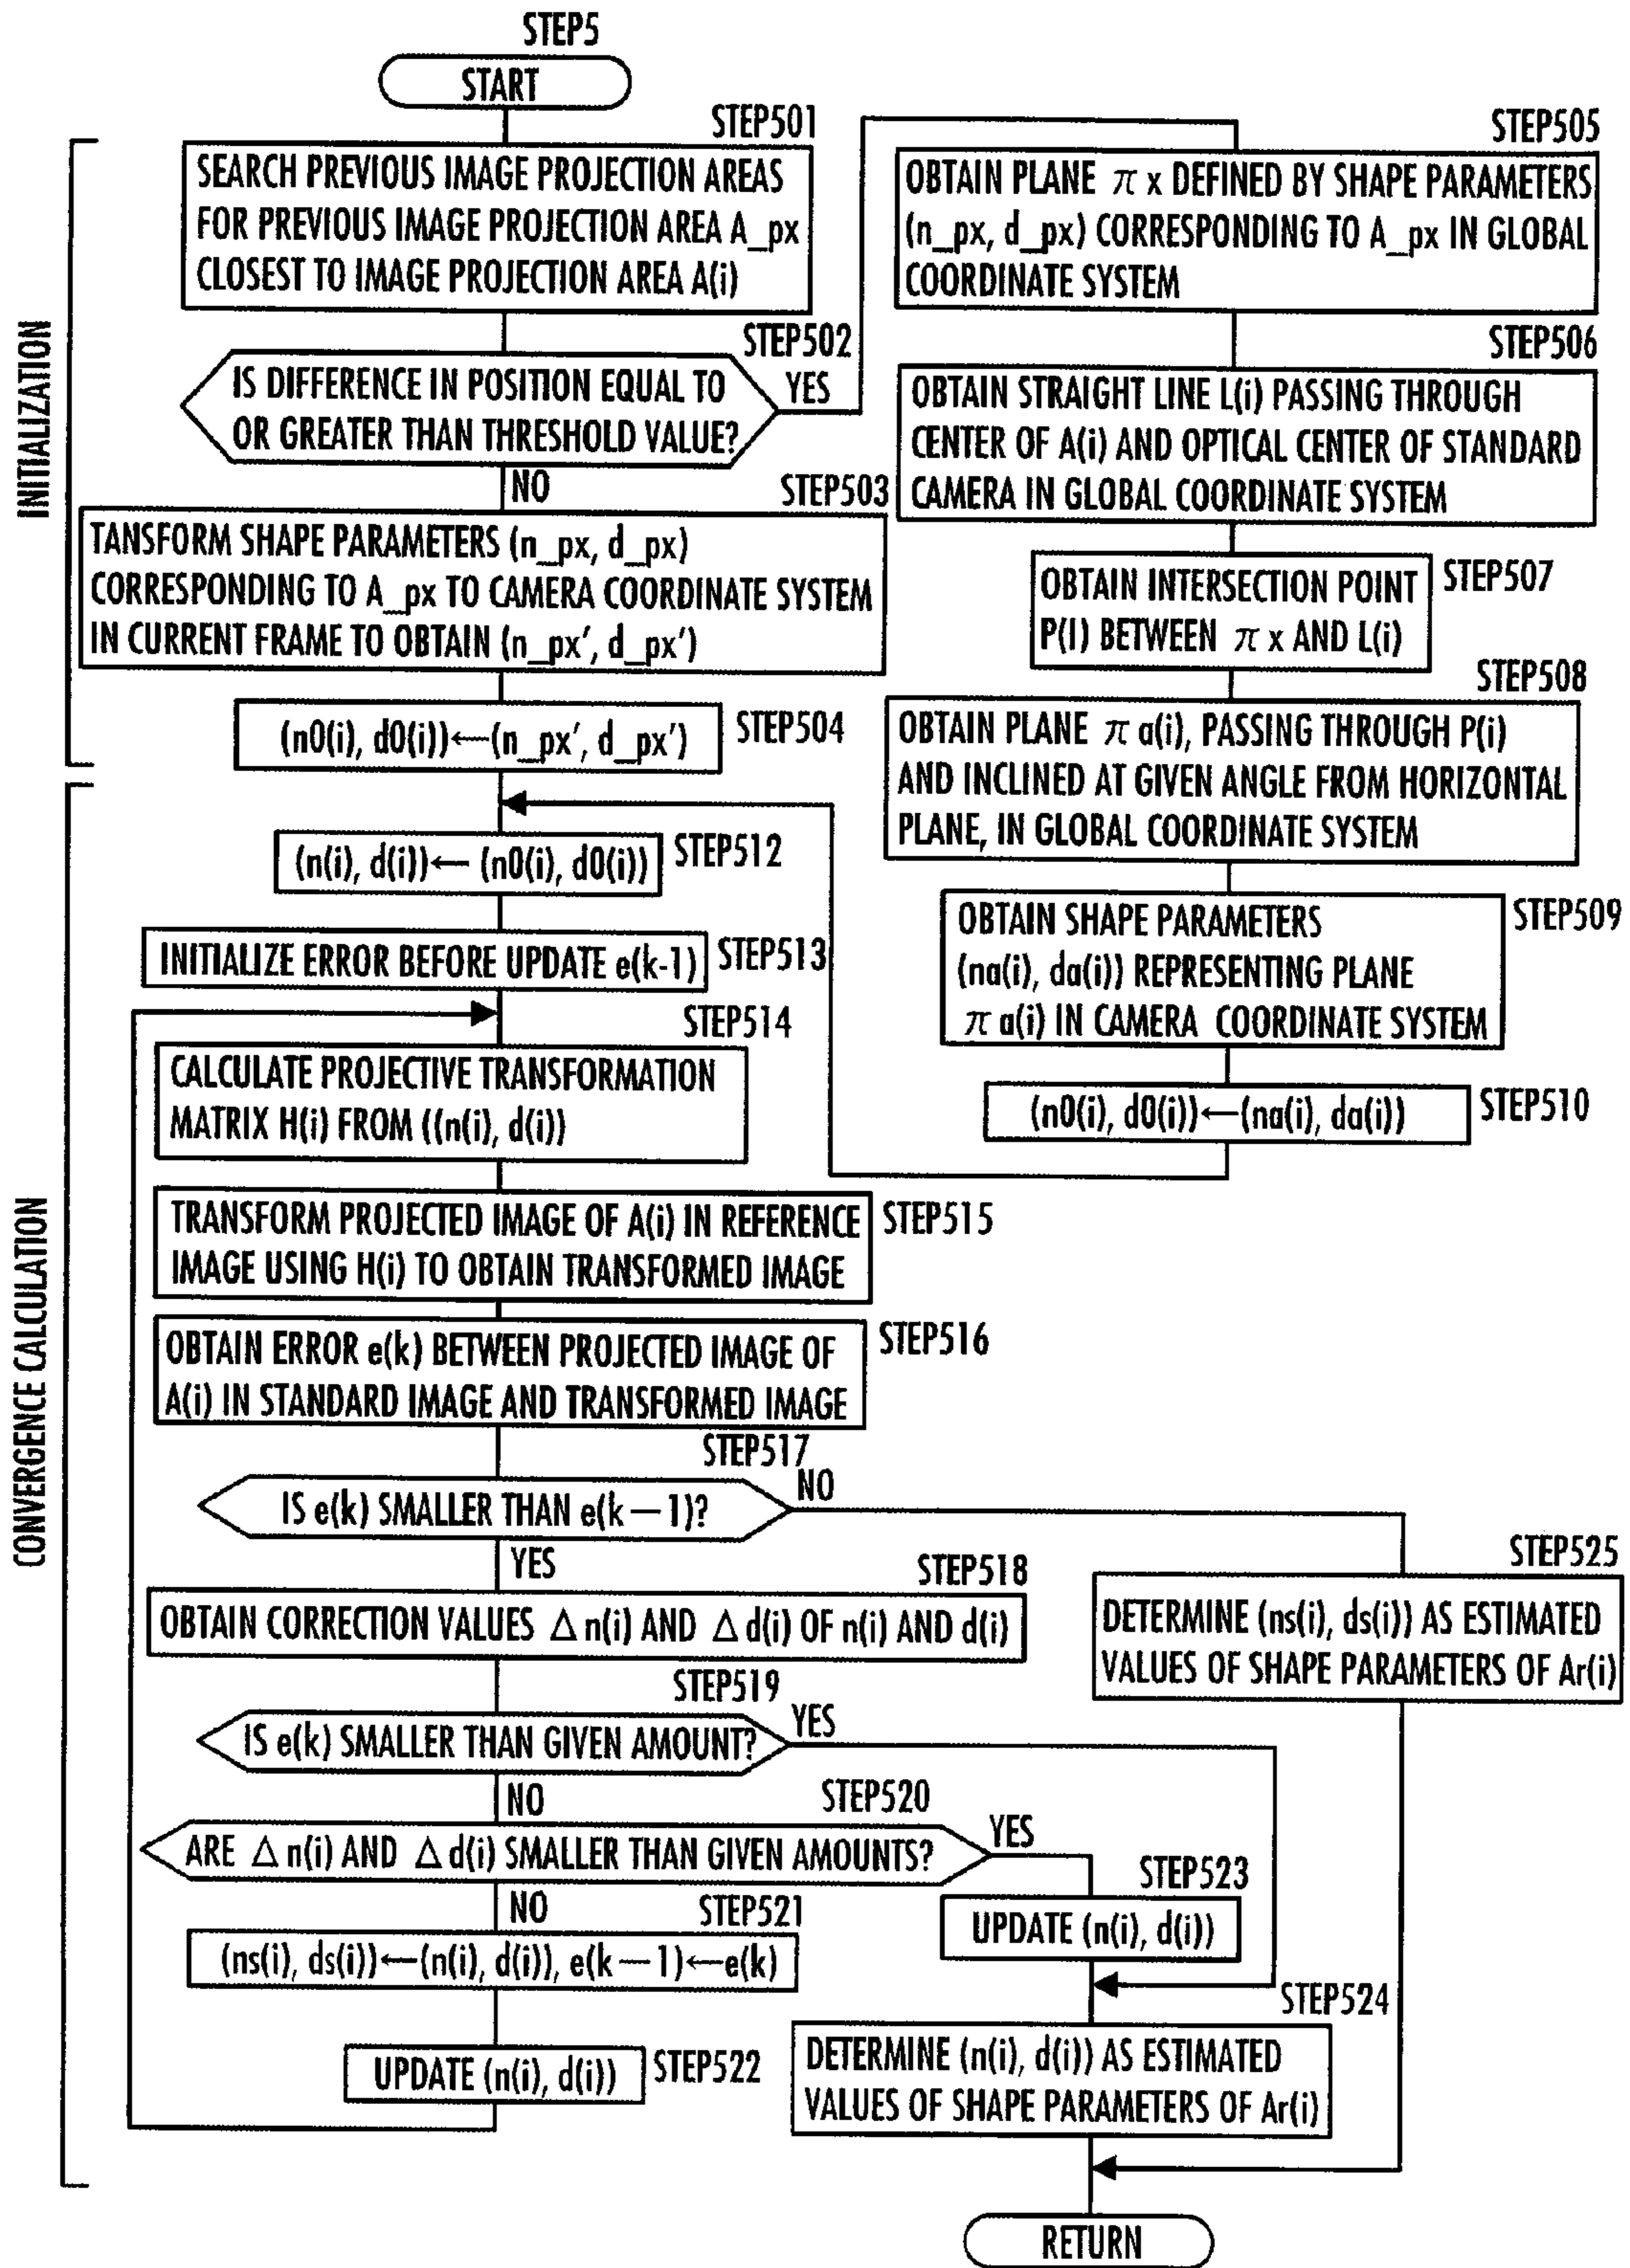 STEP5
START
INITIALIZATION
STEP501
SEARCH PREVIOUS IMAGE PROJECTION AREAS
FOR PREVIOUS IMAGE PROJECTION AREA A_px
CLOSEST TO IMAGE PROJECTION AREA A(i)
STEP502
IS DIFFERENCE IN POSITION EQUAL TO
OR GREATER THAN THRESHOLD VALUE?
YES
NO
STEP503
TANSFORM SHAPE PARAMETERS (n_px, d_px)
CORRESPONDING TO A_px TO CAMERA COORDINATE SYSTEM
IN CURRENT FRAME TO OBTAIN (n_px′, d_px′)
STEP504
(n0(i), d0(i))←(n_px′, d_px′)
STEP505
OBTAIN PLANE π x DEFINED BY SHAPE PARAMETERS
(n_px, d_px) CORRESPONDING TO A_px IN GLOBAL
COORDINATE SYSTEM
STEP506
OBTAIN STRAIGHT LINE L(i) PASSING THROUGH
CENTER OF A(i) AND OPTICAL CENTER OF STANDARD
CAMERA IN GLOBAL COORDINATE SYSTEM
STEP507
OBTAIN INTERSECTION POINT
P(I) BETWEEN π x AND L(i)
STEP508
OBTAIN PLANE π a(i), PASSING THROUGH P(i)
AND INCLINED AT GIVEN ANGLE FROM HORIZONTAL
PLANE, IN GLOBAL COORDINATE SYSTEM
STEP509
OBTAIN SHAPE PARAMETERS
(na(i), da(i)) REPRESENTING PLANE
π a(i) IN CAMERA COORDINATE SYSTEM
STEP510
(n0(i), d0(i))←(na(i), da(i))
CONVERGENCE CALCULATION
STEP512
(n(i), d(i))← (n0(i), d0(i))
STEP513
INITIALIZE ERROR BEFORE UPDATE e(k-1)
STEP514
CALCULATE PROJECTIVE TRANSFORMATION
MATRIX H(i) FROM ((n(i), d(i))
STEP515
TRANSFORM PROJECTED IMAGE OF A(i) IN REFERENCE
IMAGE USING H(i) TO OBTAIN TRANSFORMED IMAGE
STEP516
OBTAIN ERROR e(k) BETWEEN PROJECTED IMAGE OF
A(i) IN STANDARD IMAGE AND TRANSFORMED IMAGE
STEP517
IS e(k) SMALLER THAN e(k−1)?
NO
YES
STEP518
OBTAIN CORRECTION VALUES Δ n(i) AND Δ d(i) OF n(i) AND d(i)
STEP519
IS e(k) SMALLER THAN GIVEN AMOUNT?
YES
NO
STEP520
ARE Δ n(i) AND Δ d(i) SMALLER THAN GIVEN AMOUNTS?
YES
NO
STEP521
(ns(i), ds(i))←(n(i), d(i)), e(k−1)←e(k)
STEP522
UPDATE (n(i), d(i))
STEP523
UPDATE (n(i), d(i))
STEP524
DETERMINE (n(i), d(i)) AS ESTIMATED
VALUES OF SHAPE PARAMETERS OF Ar(i)
STEP525
DETERMINE (ns(i), ds(i)) AS ESTIMATED
VALUES OF SHAPE PARAMETERS OF Ar(i)
RETURN